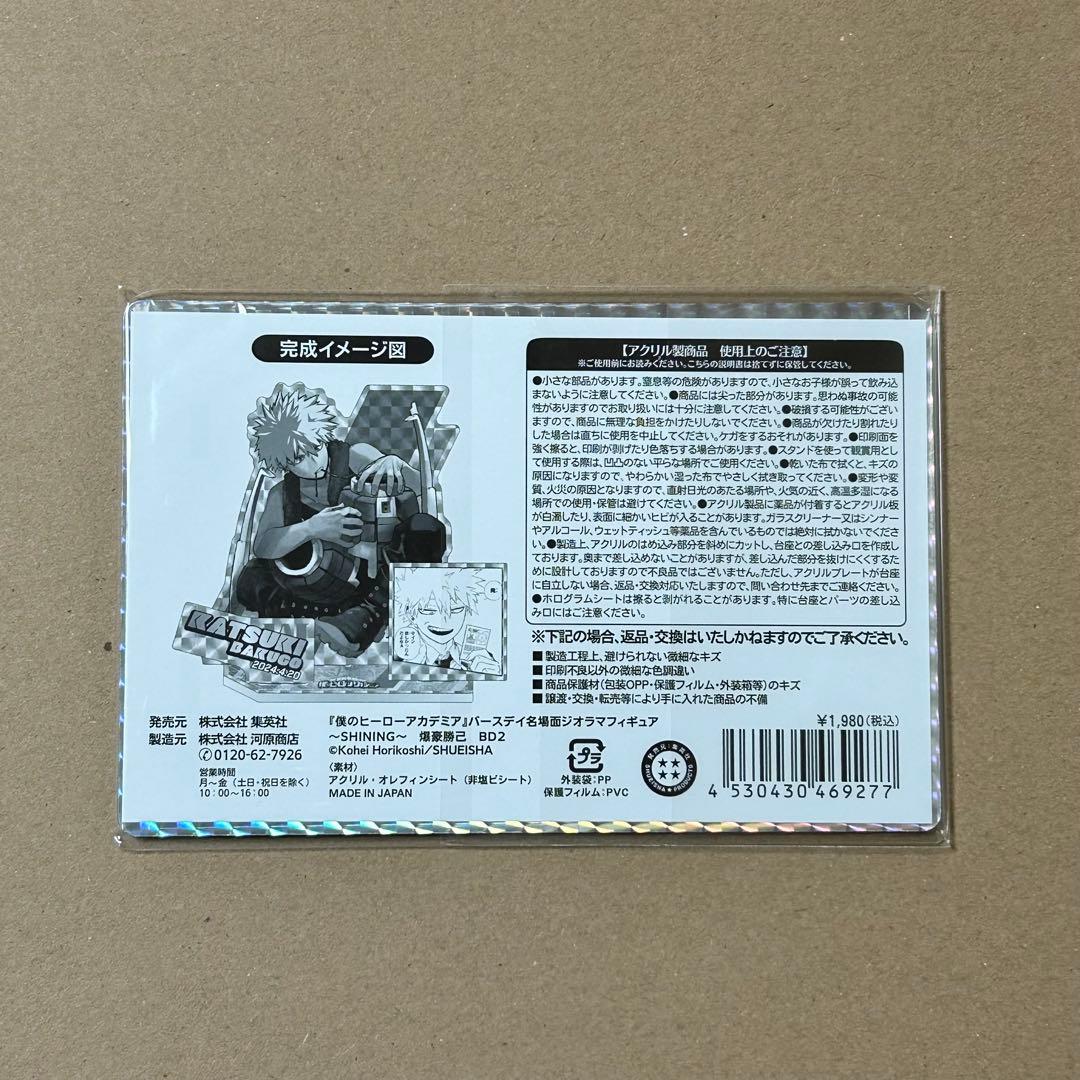 完成イメージ図
KATSUKI
BAKUGO
2024.4.20
【アクリル製商品 使用上のご注意】
※ご使用前にお読みください。こちらの説明書は捨てずに保管してください。
●小さな部品があります。窒息等の危険がありますので、小さなお子様が誤って飲み込
まないように注意してください。●商品には尖った部分があります。思わぬ事故の可能
性がありますのでお取り扱いには十分に注意してください。●破損する可能性がござい
ますので、商品に無理な負担をかけたりしないでください。●商品が欠けたり割れたり
した場合は直ちに使用を中止してください。ケガをするおそれがあります。●印刷面を
強く擦ると、印刷が剥げたり色落ちする場合があります。●スタンドを使って観賞用とし
て使用する際は、凹凸のない平らな場所でご使用ください。●乾いた布で拭くと、キズの
原因になりますので、やわらかい湿った布でやさしく拭き取ってください。●変形や変
質、火災の原因となりますので、直射日光のあたる場所や、火気の近く、高温多湿になる
場所での使用・保管は避けてください。●アクリル製品に薬品が付着するとアクリル板
が白濁したり、表面に細かいヒビが入ることがあります。ガラスクリーナー又はシンナー
やアルコール、ウェットティッシュ等薬品を含んでいるものでは絶対に拭かないでくださ
い。●製造上、アクリルのはめ込み部分を斜めにカットし、台座との差し込み口を作成し
ております。奥まで差し込めないことがありますが、差し込んだ部分を抜けにくくするた
めに設計しておりますので不良品ではございません。ただし、アクリルプレートが台座
に自立しない場合、返品・交換対応いたしますので、問い合わせ先までご連絡ください。
●ホログラムシートは擦ると剥がれることがあります。特に台座とパーツの差し込
み口にはご注意ください。
※下記の場合、返品・交換はいたしかねますのでご了承ください。
■製造工程上、避けられない微細なキズ
■印刷不良以外の微細な色調違い
■商品保護材(包装OPP・保護フィルム・外装箱等)のキズ
■譲渡・交換・転売等により手に入れた商品の不備
発売元 株式会社 集英社
製造元 株式会社 河原商店
0120-62-7926
営業時間
月～金(土日・祝日を除く)
10:00～16:00
『僕のヒーローアカデミア』バースデイ名場面ジオラマフィギュア
～SHINING～ 爆豪勝己 BD2
©Kohei Horikoshi/SHUEISHA
〈素材〉
アクリル・オレフィンシート(非塩ビシート)
MADE IN JAPAN
プラ
外装袋:PP
保護フィルム:PVC
発売元:集英社
SHUEISHA★PRODUCTS
¥1,980(税込)
4 530430 469277